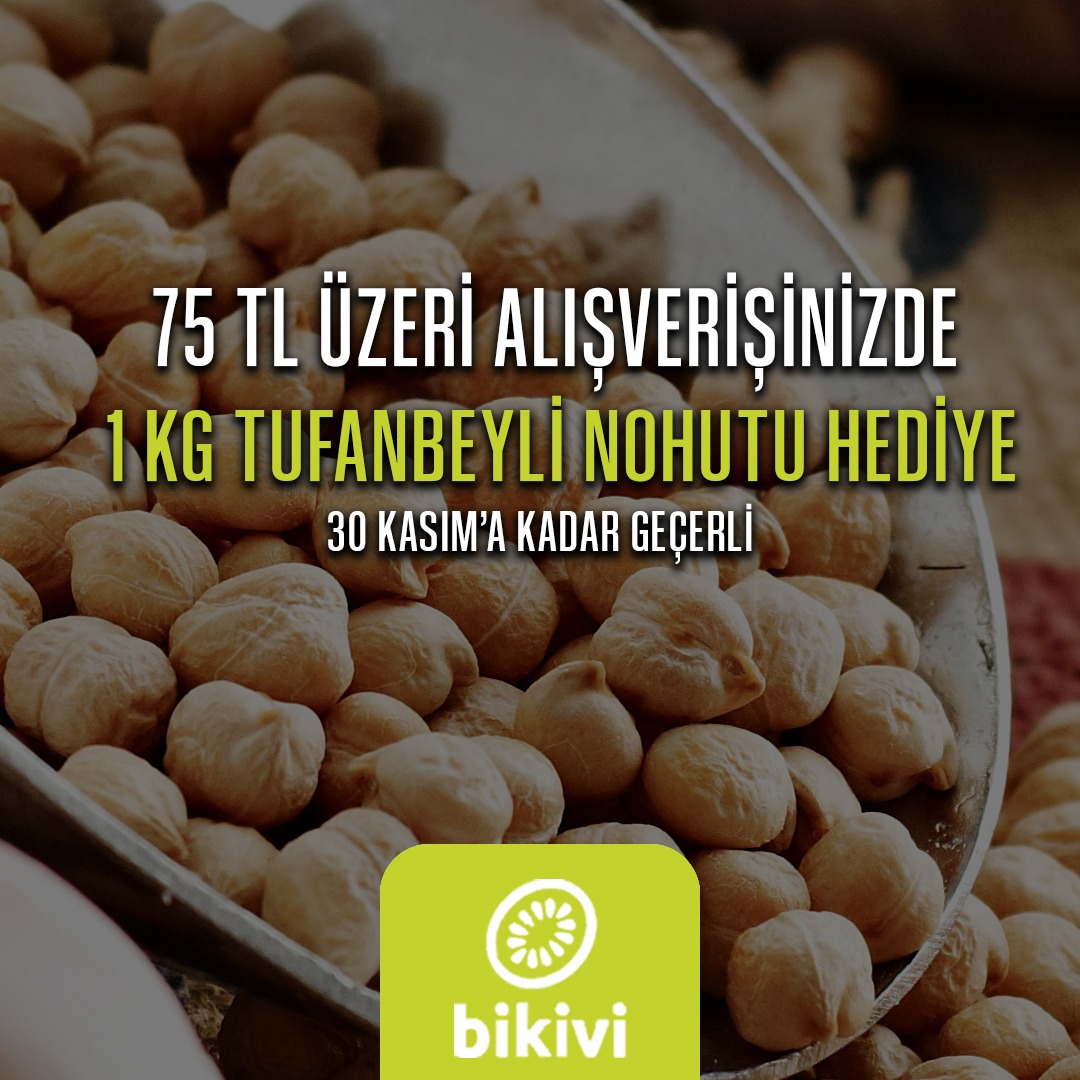 75 TL ÜZERİ ALIŞVERİŞİNİZDE
1 KG TUFANBEYLİ NOHUTU HEDİYE
30 KASIM'A KADAR GEÇERLİ
bikivi